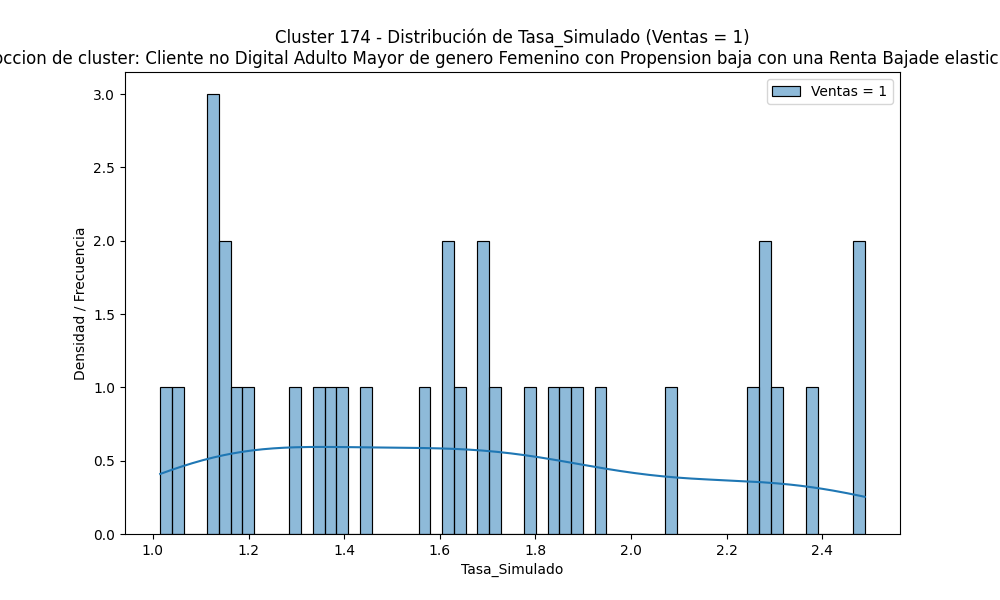 Cluster 174 - Distribución de Tasa_Simulado (Ventas = 1)
de cluster: Cliente no Digital Adulto Mayor de genero Femenino con Propension baja con una Renta Bajade
Ventas = 1
Densidad / Frecuencia
3.0
2.5
2.0
1.5
1.0
0.5
0.0
1.0 1.2 1.4 1.6 1.8 2.0 2.2 2.4
Tasa_Simulado